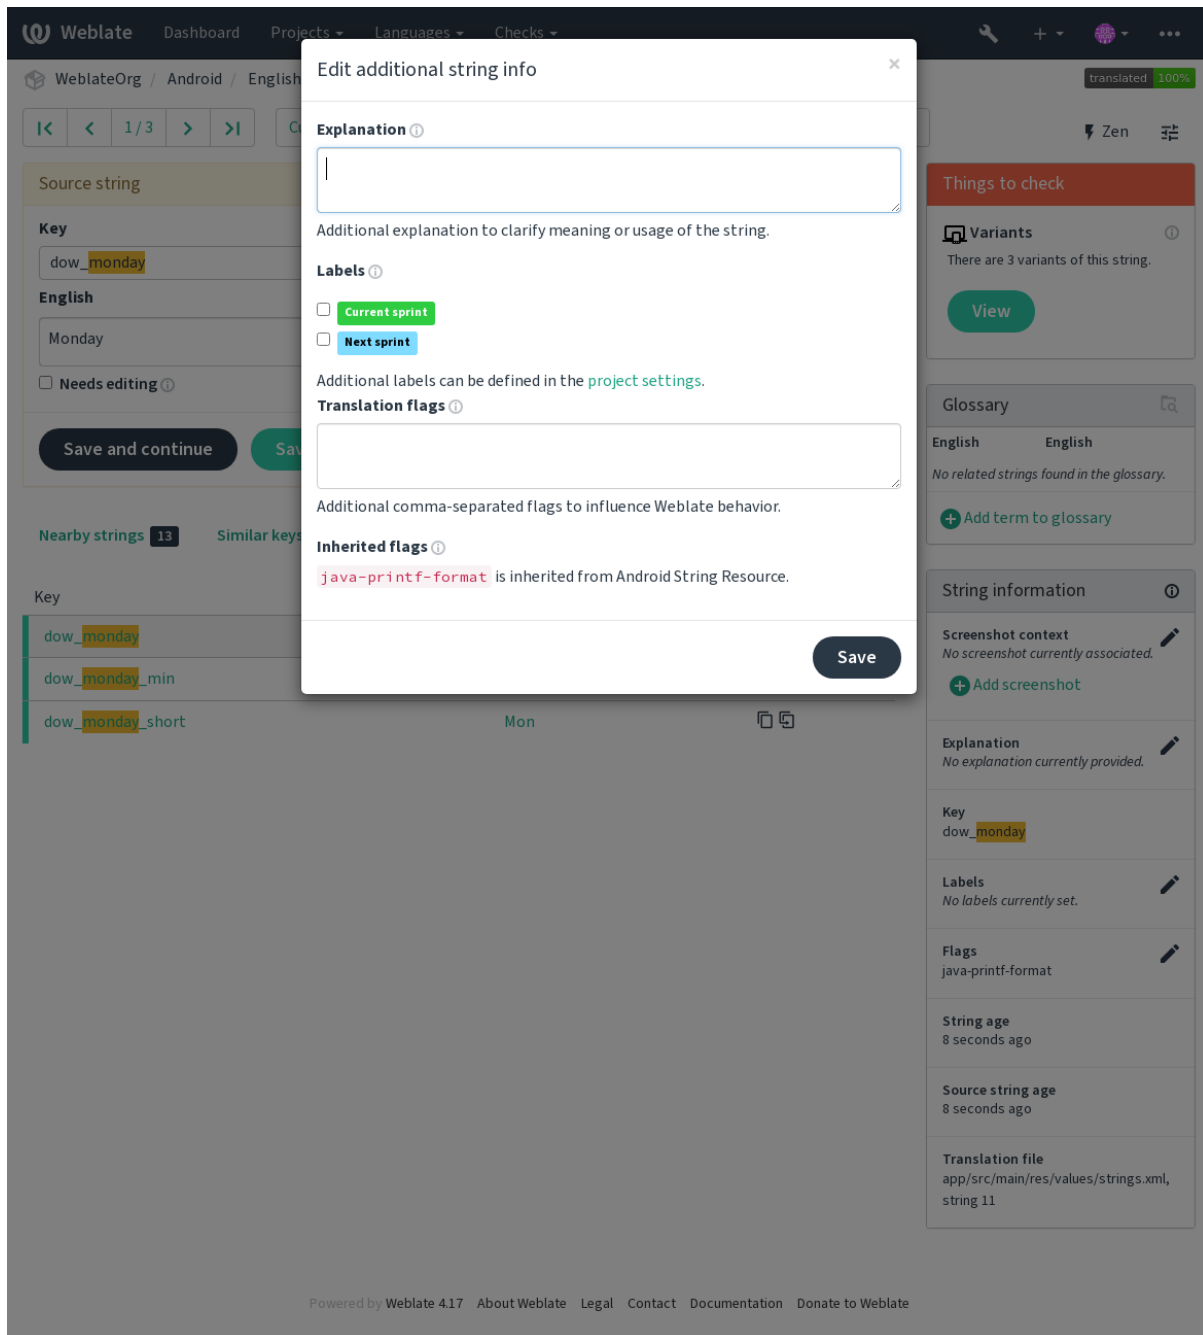 Weblate Dashboard Projects Languages Checks
WeblateOrg / Android / English
translated 100%
1 / 3
Zen
Edit additional string info
×
Explanation
Additional explanation to clarify meaning or usage of the string.
Labels
Current sprint
Next sprint
Additional labels can be defined in the project settings.
Translation flags
Additional comma-separated flags to influence Weblate behavior.
Inherited flags
java-printf-format is inherited from Android String Resource.
Save
Source string
Key
dow_monday
English
Monday
Needs editing
Save and continue
Nearby strings 13 Similar keys
Key
dow_monday
dow_monday_min
dow_monday_short Mon
Things to check
Variants
There are 3 variants of this string.
View
Glossary
English English
No related strings found in the glossary.
Add term to glossary
String information
Screenshot context
No screenshot currently associated.
Add screenshot
Explanation
No explanation currently provided.
Key
dow_monday
Labels
No labels currently set.
Flags
java-printf-format
String age
8 seconds ago
Source string age
8 seconds ago
Translation file
app/src/main/res/values/strings.xml,
string 11
Powered by Weblate 4.17 About Weblate Legal Contact Documentation Donate to Weblate